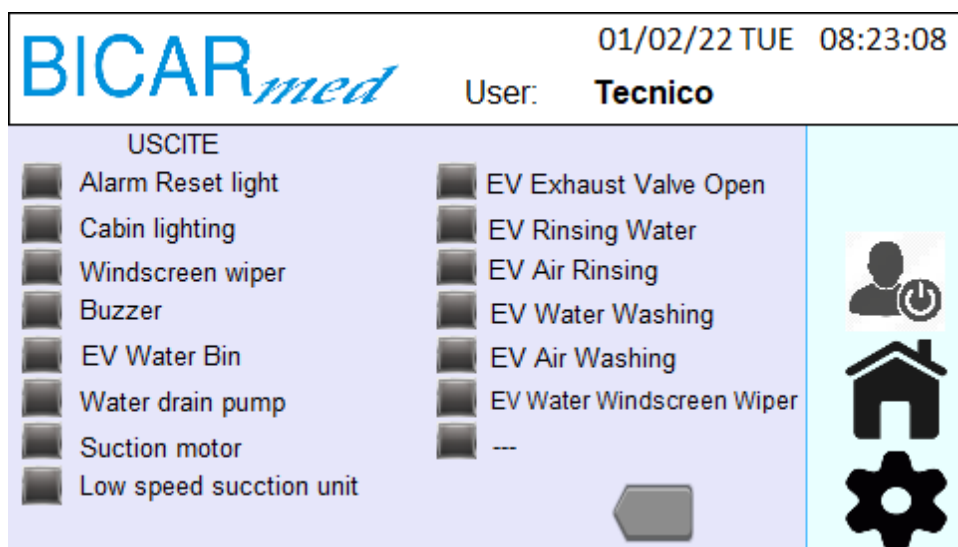 BICARmed
01/02/22 TUE 08:23:08
User: Tecnico
USCITE
Alarm Reset light
Cabin lighting
Windscreen wiper
Buzzer
EV Water Bin
Water drain pump
Suction motor
Low speed sucction unit
EV Exhaust Valve Open
EV Rinsing Water
EV Air Rinsing
EV Water Washing
EV Air Washing
EV Water Windscreen Wiper
---